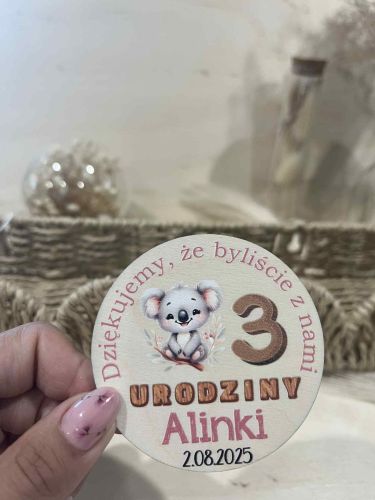 Dziękujemy, że byliście z nami
3
URODZINY
Alinki
2.08.2025